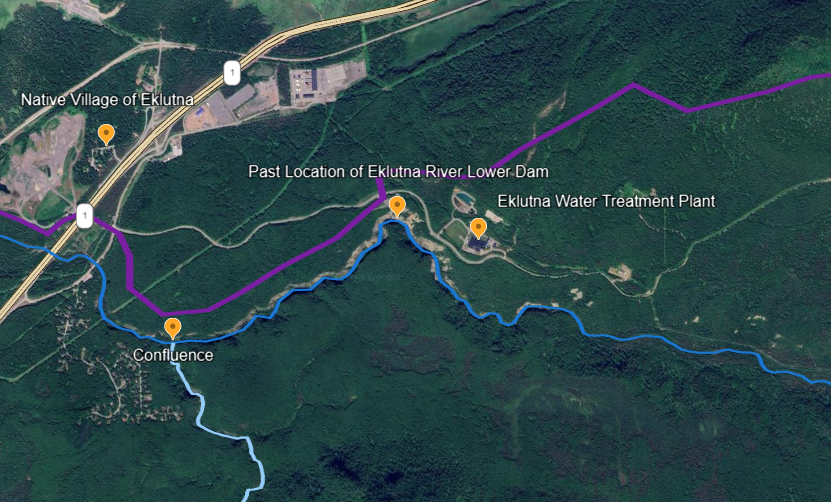 1
Native Village of Eklutna
Past Location of Eklutna River Lower Dam
Eklutna Water Treatment Plant
1
Confluence